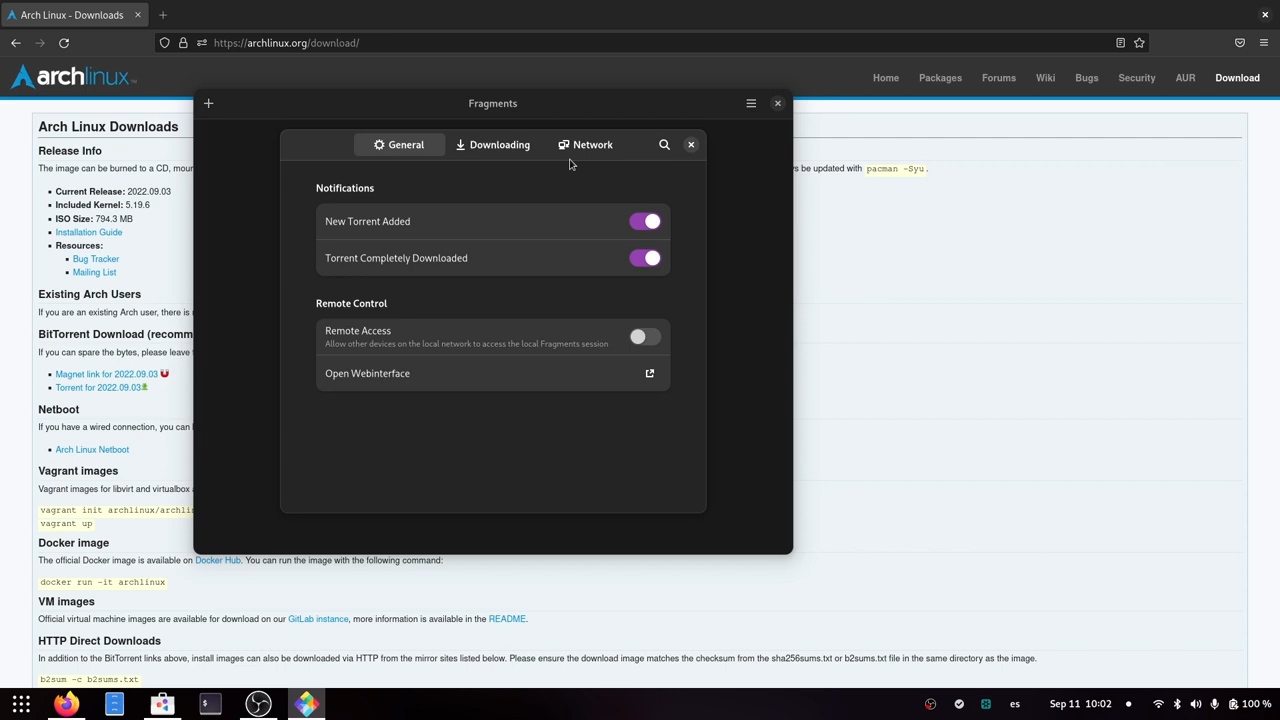 Arch Linux - Downloads
https://archlinux.org/download/
archlinux
Home
Packages
Forums
Wiki
Bugs
Security
AUR
Download
Arch Linux Downloads
Release Info
The image can be burned to a CD, moun
s be updated with pacman -Syu.
Current Release: 2022.09.03
Included Kernel: 5.19.6
ISO Size: 794.3 MB
Installation Guide
Resources:
Bug Tracker
Mailing List
Existing Arch Users
If you are an existing Arch user, there is
BitTorrent Download (recomm
If you can spare the bytes, please leave
Magnet link for 2022.09.03
Torrent for 2022.09.03
Netboot
If you have a wired connection, you can
Arch Linux Netboot
Vagrant images
Vagrant images for libvirt and virtualbox
vagrant init archlinux/archlin
vagrant up
Docker image
The official Docker image is available on Docker Hub. You can run the image with the following command:
docker run -it archlinux
VM images
Official virtual machine images are available for download on our GitLab instance, more information is available in the README.
HTTP Direct Downloads
In addition to the BitTorrent links above, install images can also be downloaded via HTTP from the mirror sites listed below. Please ensure the download image matches the checksum from the sha256sums.txt or b2sums.txt file in the same directory as the image.
b2sum -c b2sums.txt
Fragments
General
Downloading
Network
Notifications
New Torrent Added
Torrent Completely Downloaded
Remote Control
Remote Access
Allow other devices on the local network to access the local Fragments session
Open Webinterface
es
Sep 11 10:02
100 %